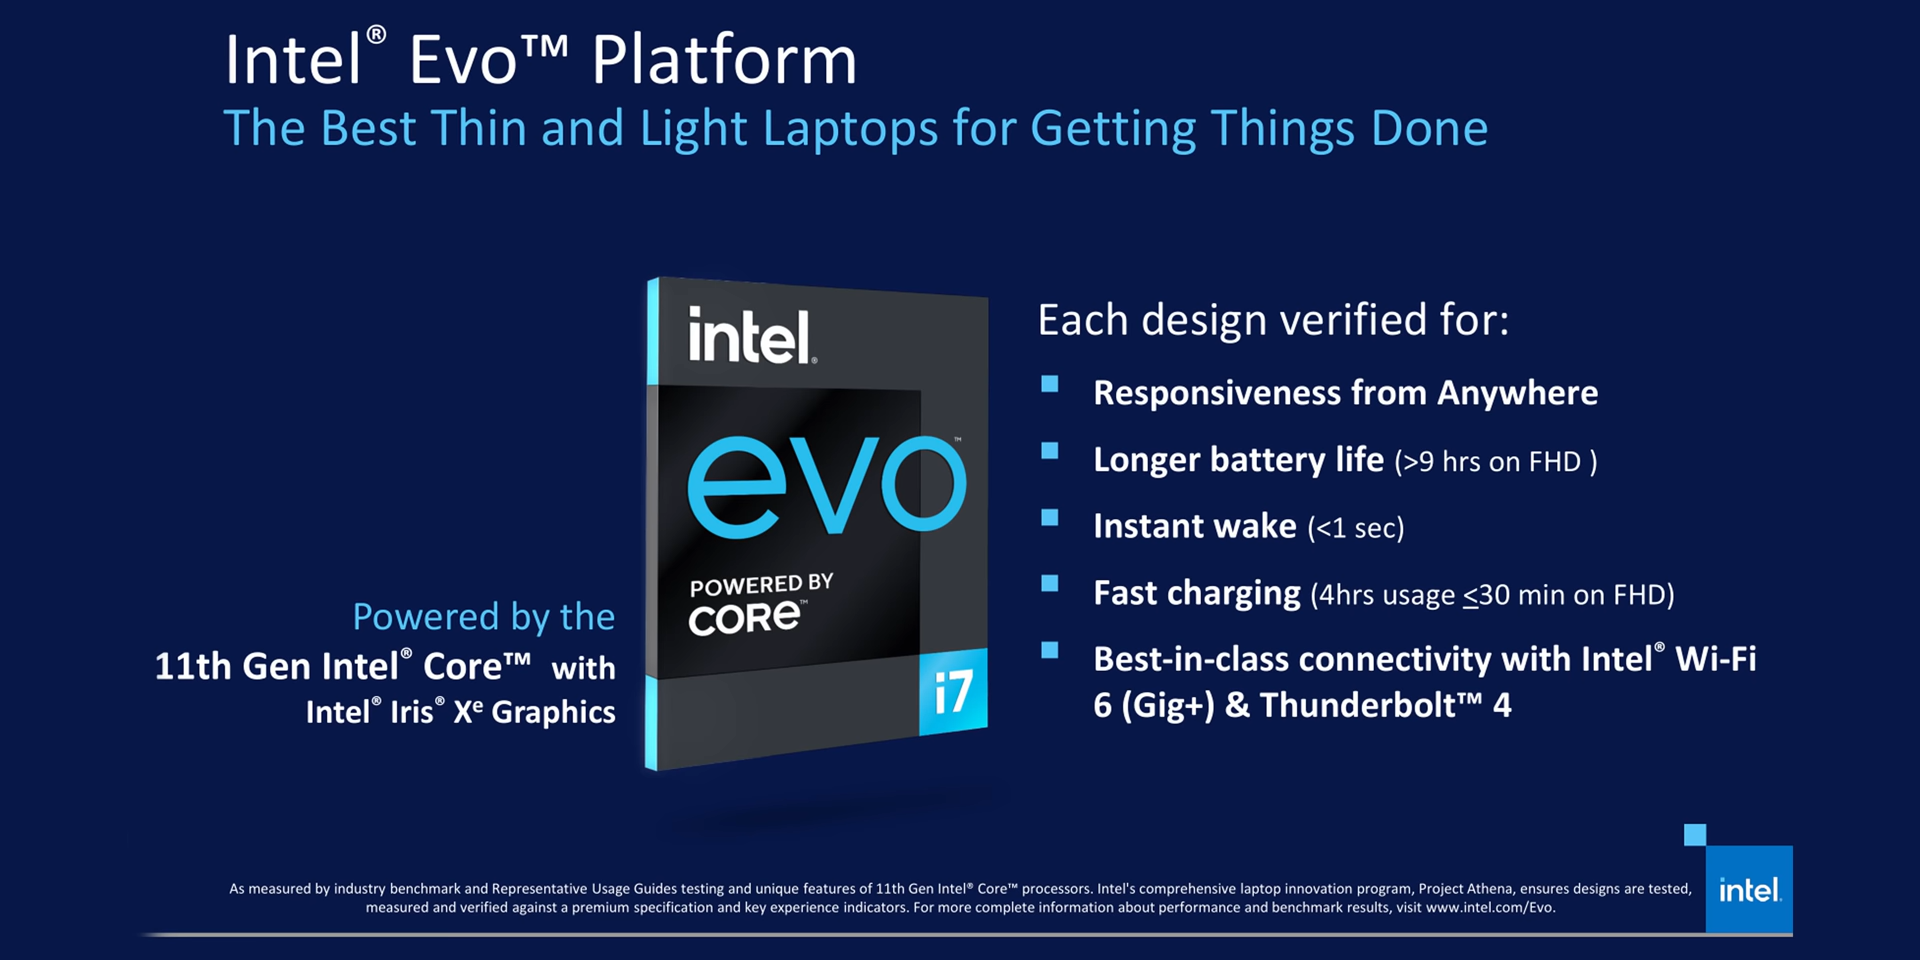 Intel® Evo™ Platform
The Best Thin and Light Laptops for Getting Things Done
intel®
evo™
POWERED BY
CORE™
i7
Powered by the
11th Gen Intel® Core™ with
Intel® Iris® Xᵉ Graphics
Each design verified for:
Responsiveness from Anywhere
Longer battery life (>9 hrs on FHD )
Instant wake (<1 sec)
Fast charging (4hrs usage ≤30 min on FHD)
Best-in-class connectivity with Intel® Wi-Fi
6 (Gig+) & Thunderbolt™ 4
As measured by industry benchmark and Representative Usage Guides testing and unique features of 11th Gen Intel® Core™ processors. Intel's comprehensive laptop innovation program, Project Athena, ensures designs are tested,
measured and verified against a premium specification and key experience indicators. For more complete information about performance and benchmark results, visit www.intel.com/Evo.
intel.